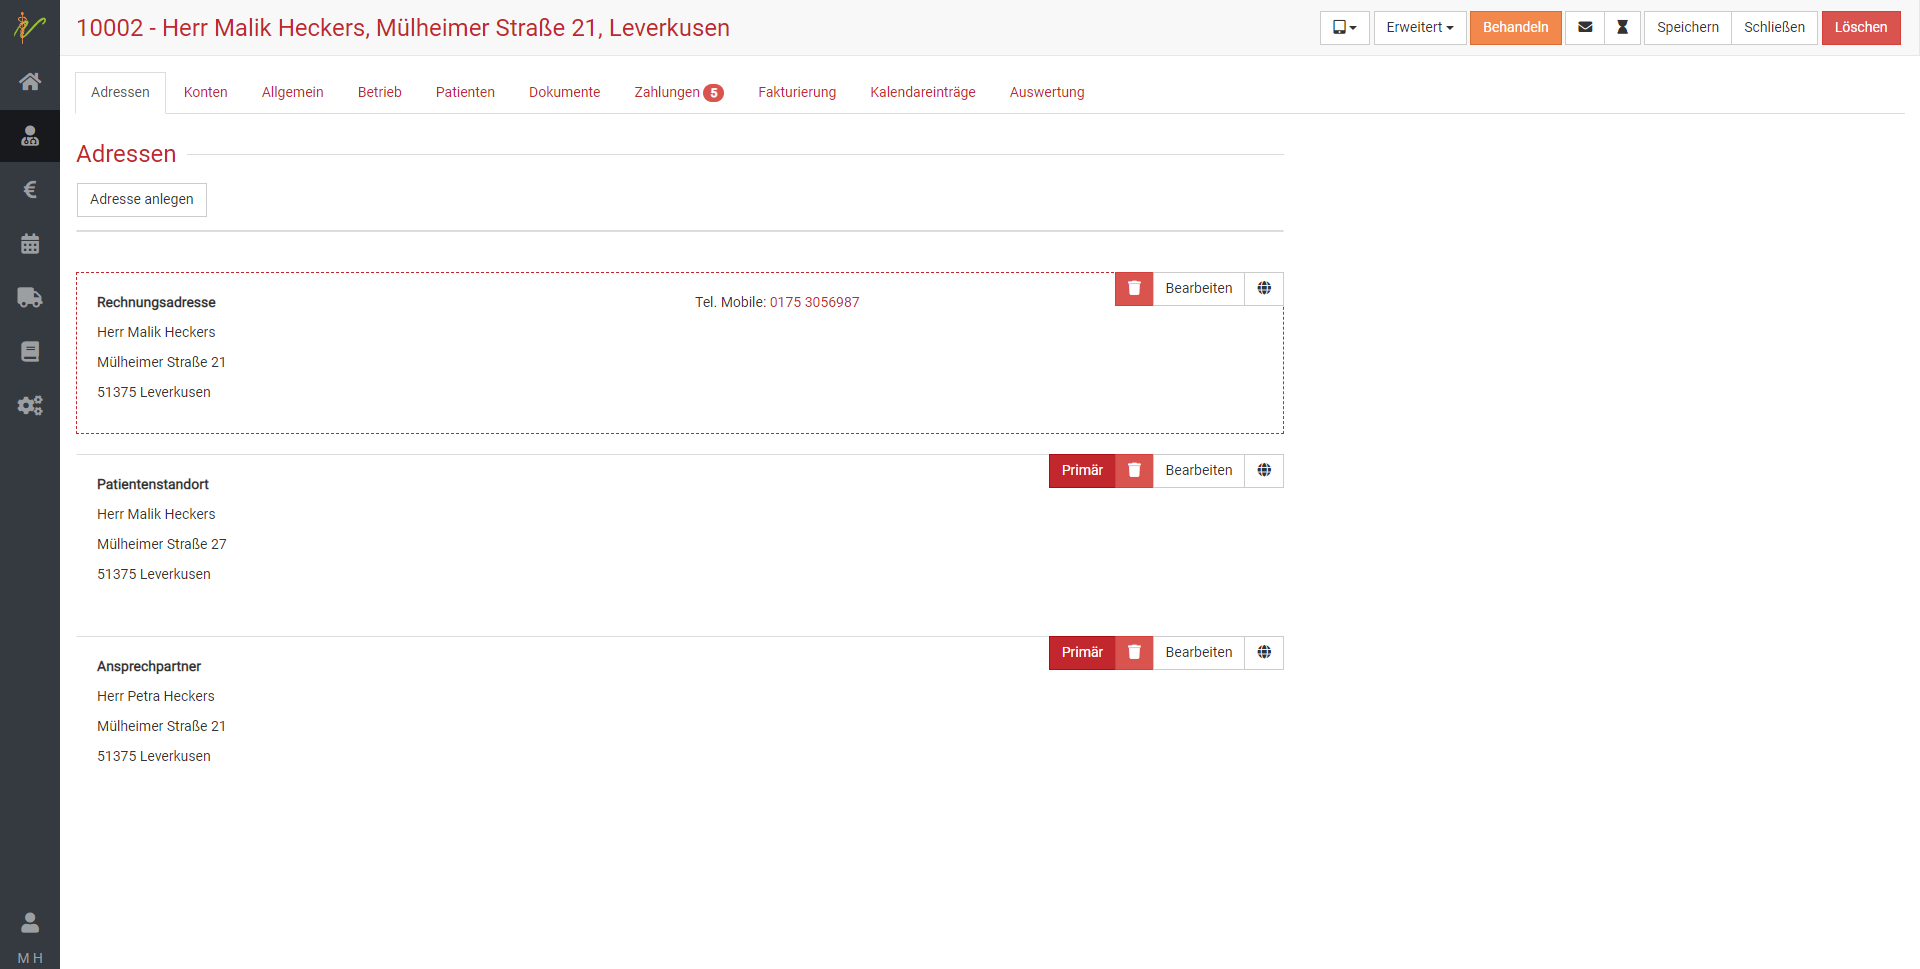 10002 - Herr Malik Heckers, Mülheimer Straße 21, Leverkusen
Erweitert
Behandeln
Speichern
Schließen
Löschen
Adressen
Konten
Allgemein
Betrieb
Patienten
Dokumente
Zahlungen 5
Fakturierung
Kalendareinträge
Auswertung
Adressen
Adresse anlegen
Rechnungsadresse
Tel. Mobile: 0175 3056987
Bearbeiten
Herr Malik Heckers
Mülheimer Straße 21
51375 Leverkusen
Primär
Bearbeiten
Patientenstandort
Herr Malik Heckers
Mülheimer Straße 27
51375 Leverkusen
Primär
Bearbeiten
Ansprechpartner
Herr Petra Heckers
Mülheimer Straße 21
51375 Leverkusen
M H